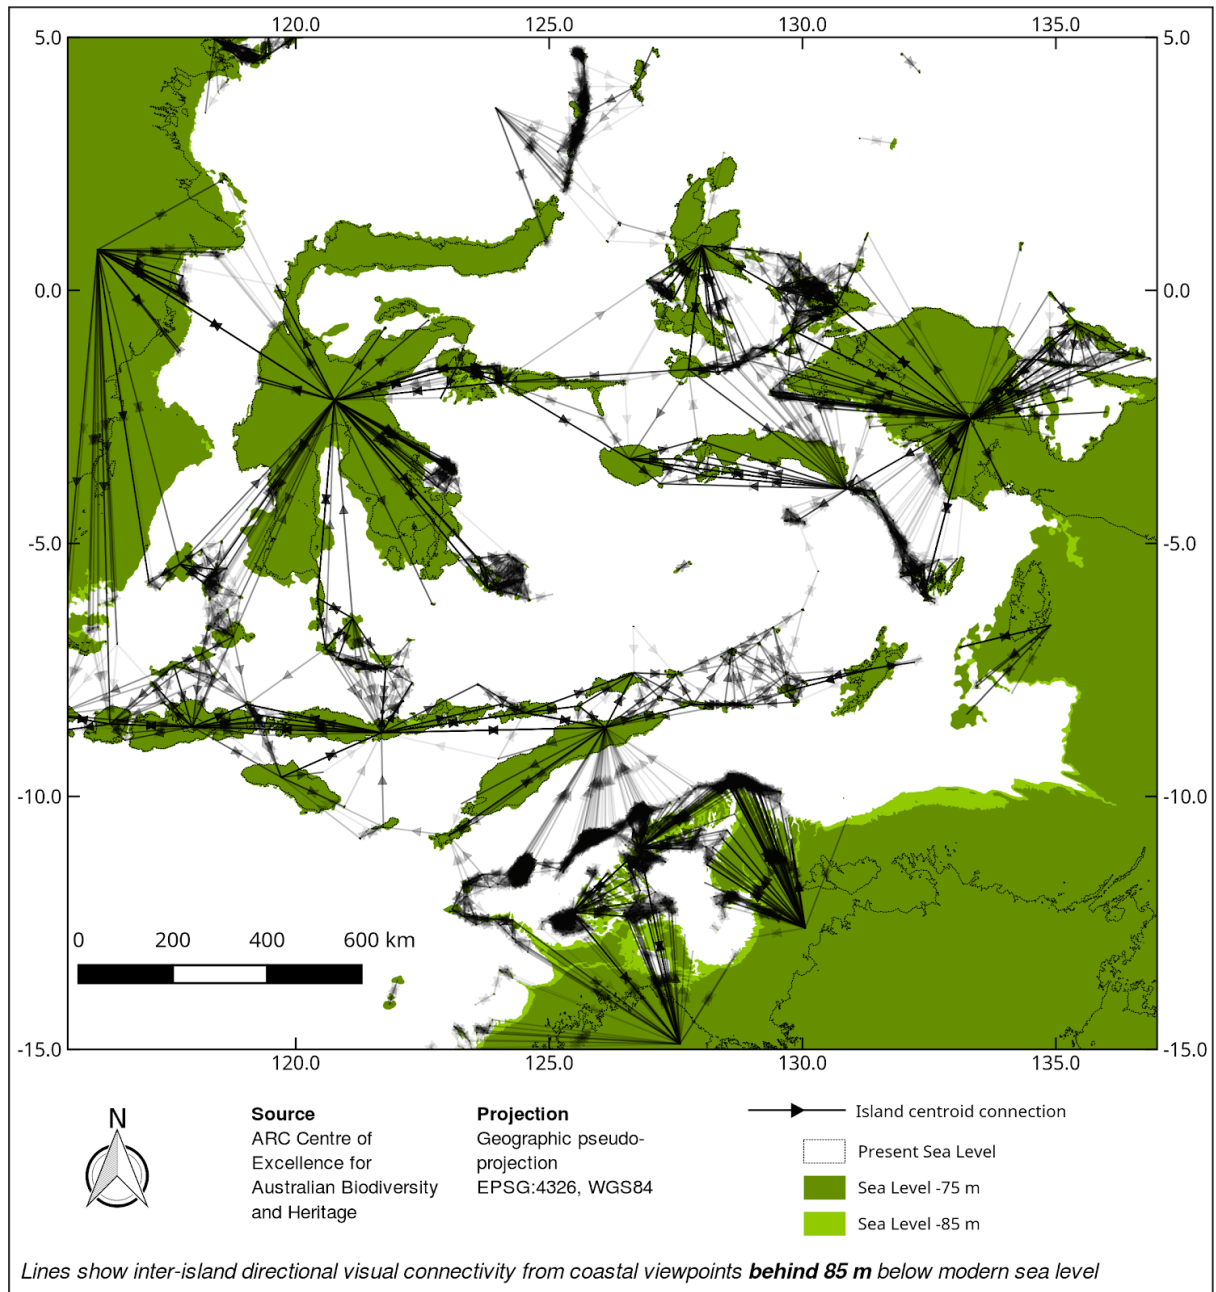 120.0 125.0 130.0 135.0
5.0 5.0
0.0 0.0
-5.0 -5.0
-10.0 -10.0
0 200 400 600 km
-15.0 -15.0
120.0 125.0 130.0 135.0
N
Source
ARC Centre of
Excellence for
Australian Biodiversity
and Heritage
Projection
Geographic pseudo-
projection
EPSG:4326, WGS84
Island centroid connection
Present Sea Level
Sea Level -75 m
Sea Level -85 m
Lines show inter-island directional visual connectivity from coastal viewpoints behind 85 m below modern sea level